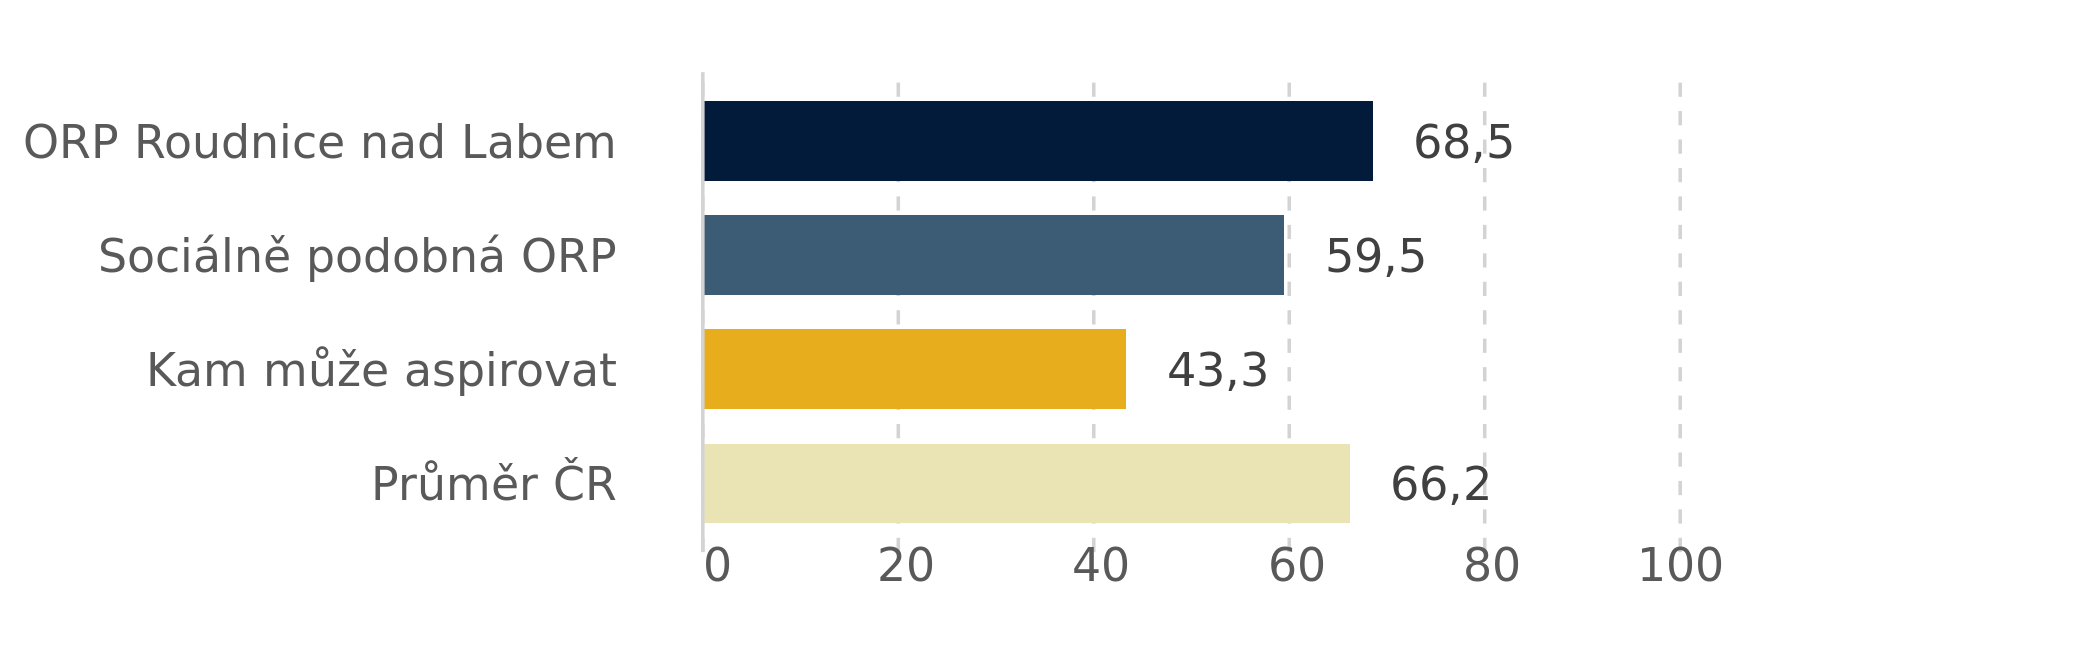 ORP Roudnice nad Labem 68,5
Sociálně podobná ORP 59,5
Kam může aspirovat 43,3
Průměr ČR 66,2
0 20 40 60 80 100